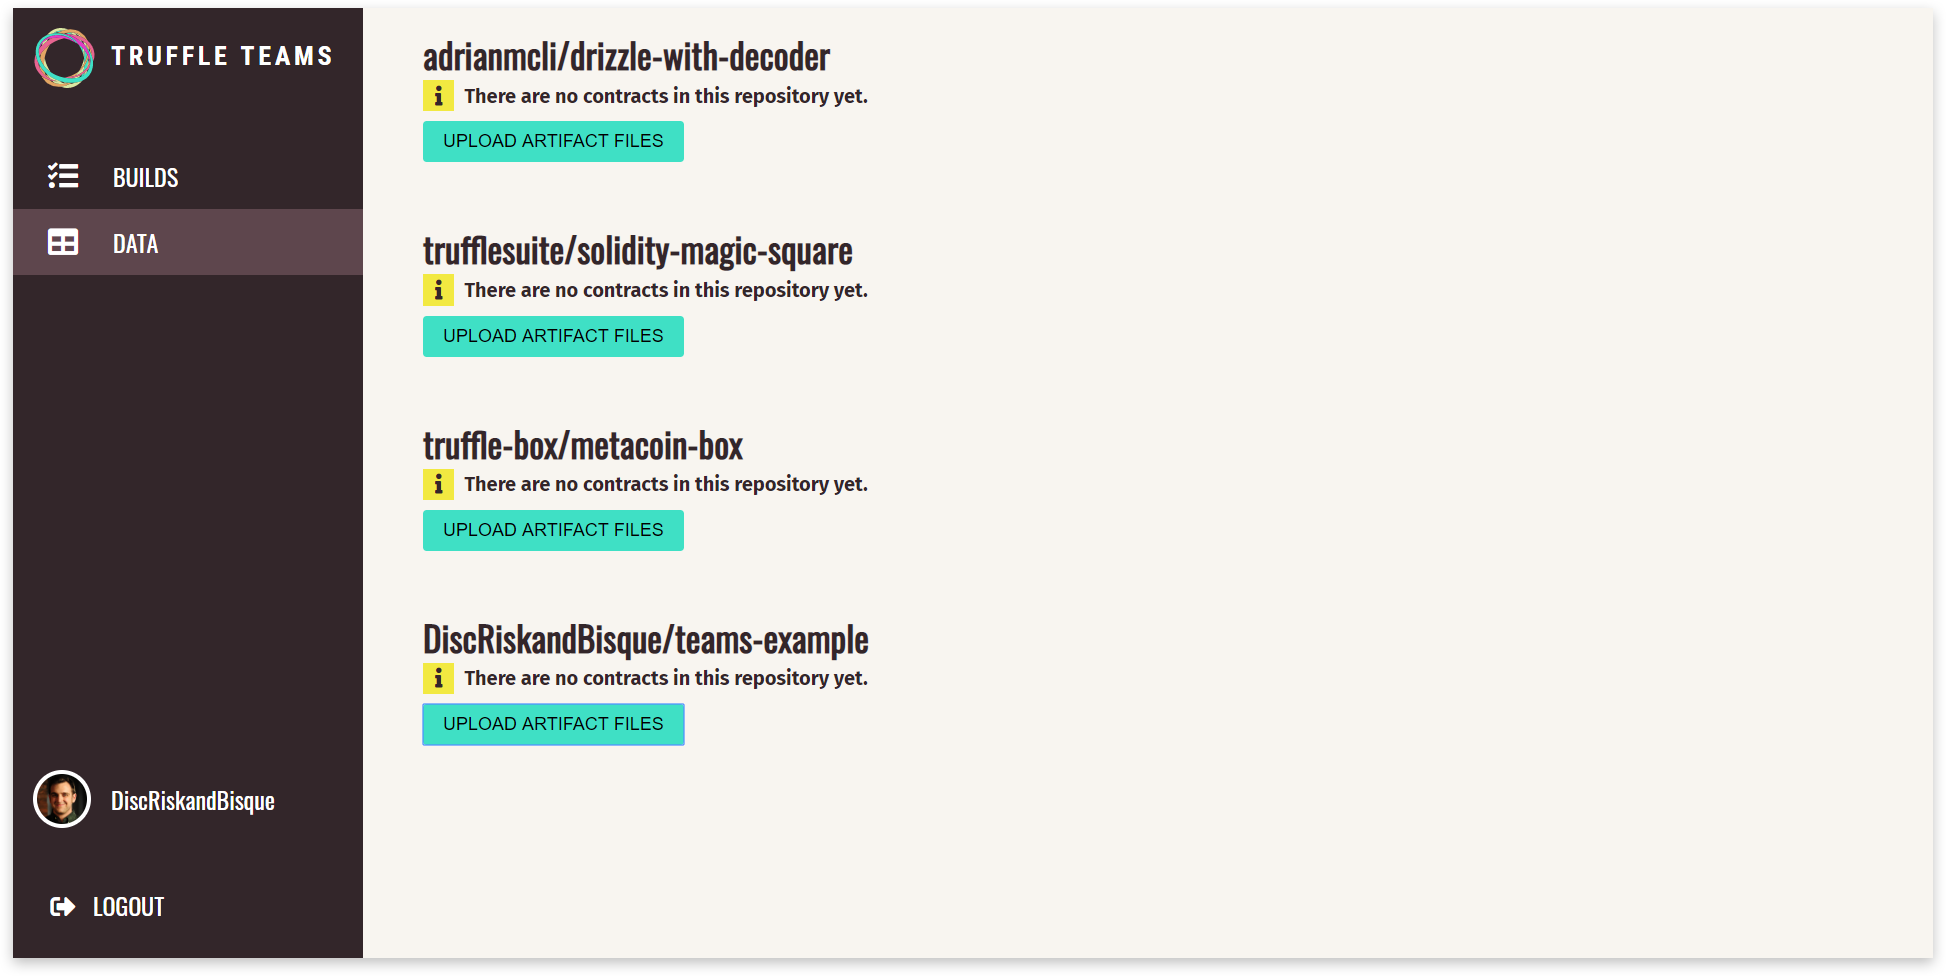 TRUFFLE TEAMS
BUILDS
DATA
DiscRiskandBisque
LOGOUT
adrianmcli/drizzle-with-decoder
i There are no contracts in this repository yet.
UPLOAD ARTIFACT FILES
trufflesuite/solidity-magic-square
i There are no contracts in this repository yet.
UPLOAD ARTIFACT FILES
truffle-box/metacoin-box
i There are no contracts in this repository yet.
UPLOAD ARTIFACT FILES
DiscRiskandBisque/teams-example
i There are no contracts in this repository yet.
UPLOAD ARTIFACT FILES